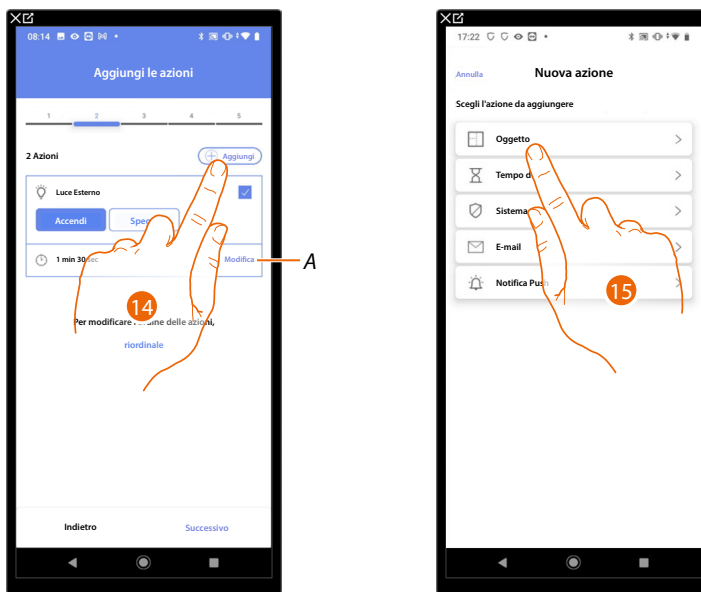 08:14
Aggiungi le azioni
1 2 3 4 5
2 Azioni
Aggiungi
Luce Esterno
Accendi
1 min 30 sec
Modifica
A
14
Per modificare l'ordine delle azioni,
riordinale
Indietro
Successivo
17:22
Annulla
Nuova azione
Scegli l'azione da aggiungere
Oggetto
Tempo d
Sistema
E-mail
Notifica Push
15